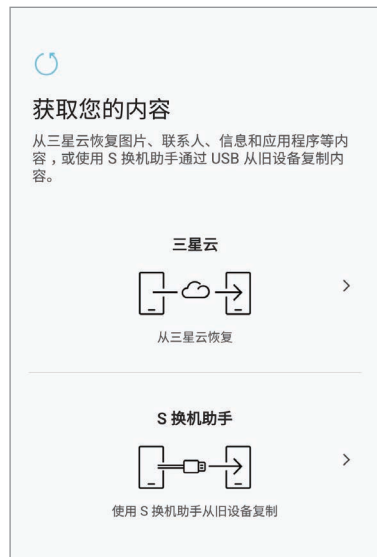 获取您的内容
从三星云恢复图片、联系人、信息和应用程序等内
容，或使用 S 换机助手通过 USB 从旧设备复制内
容。
三星云
从三星云恢复
S 换机助手
使用 S 换机助手从旧设备复制